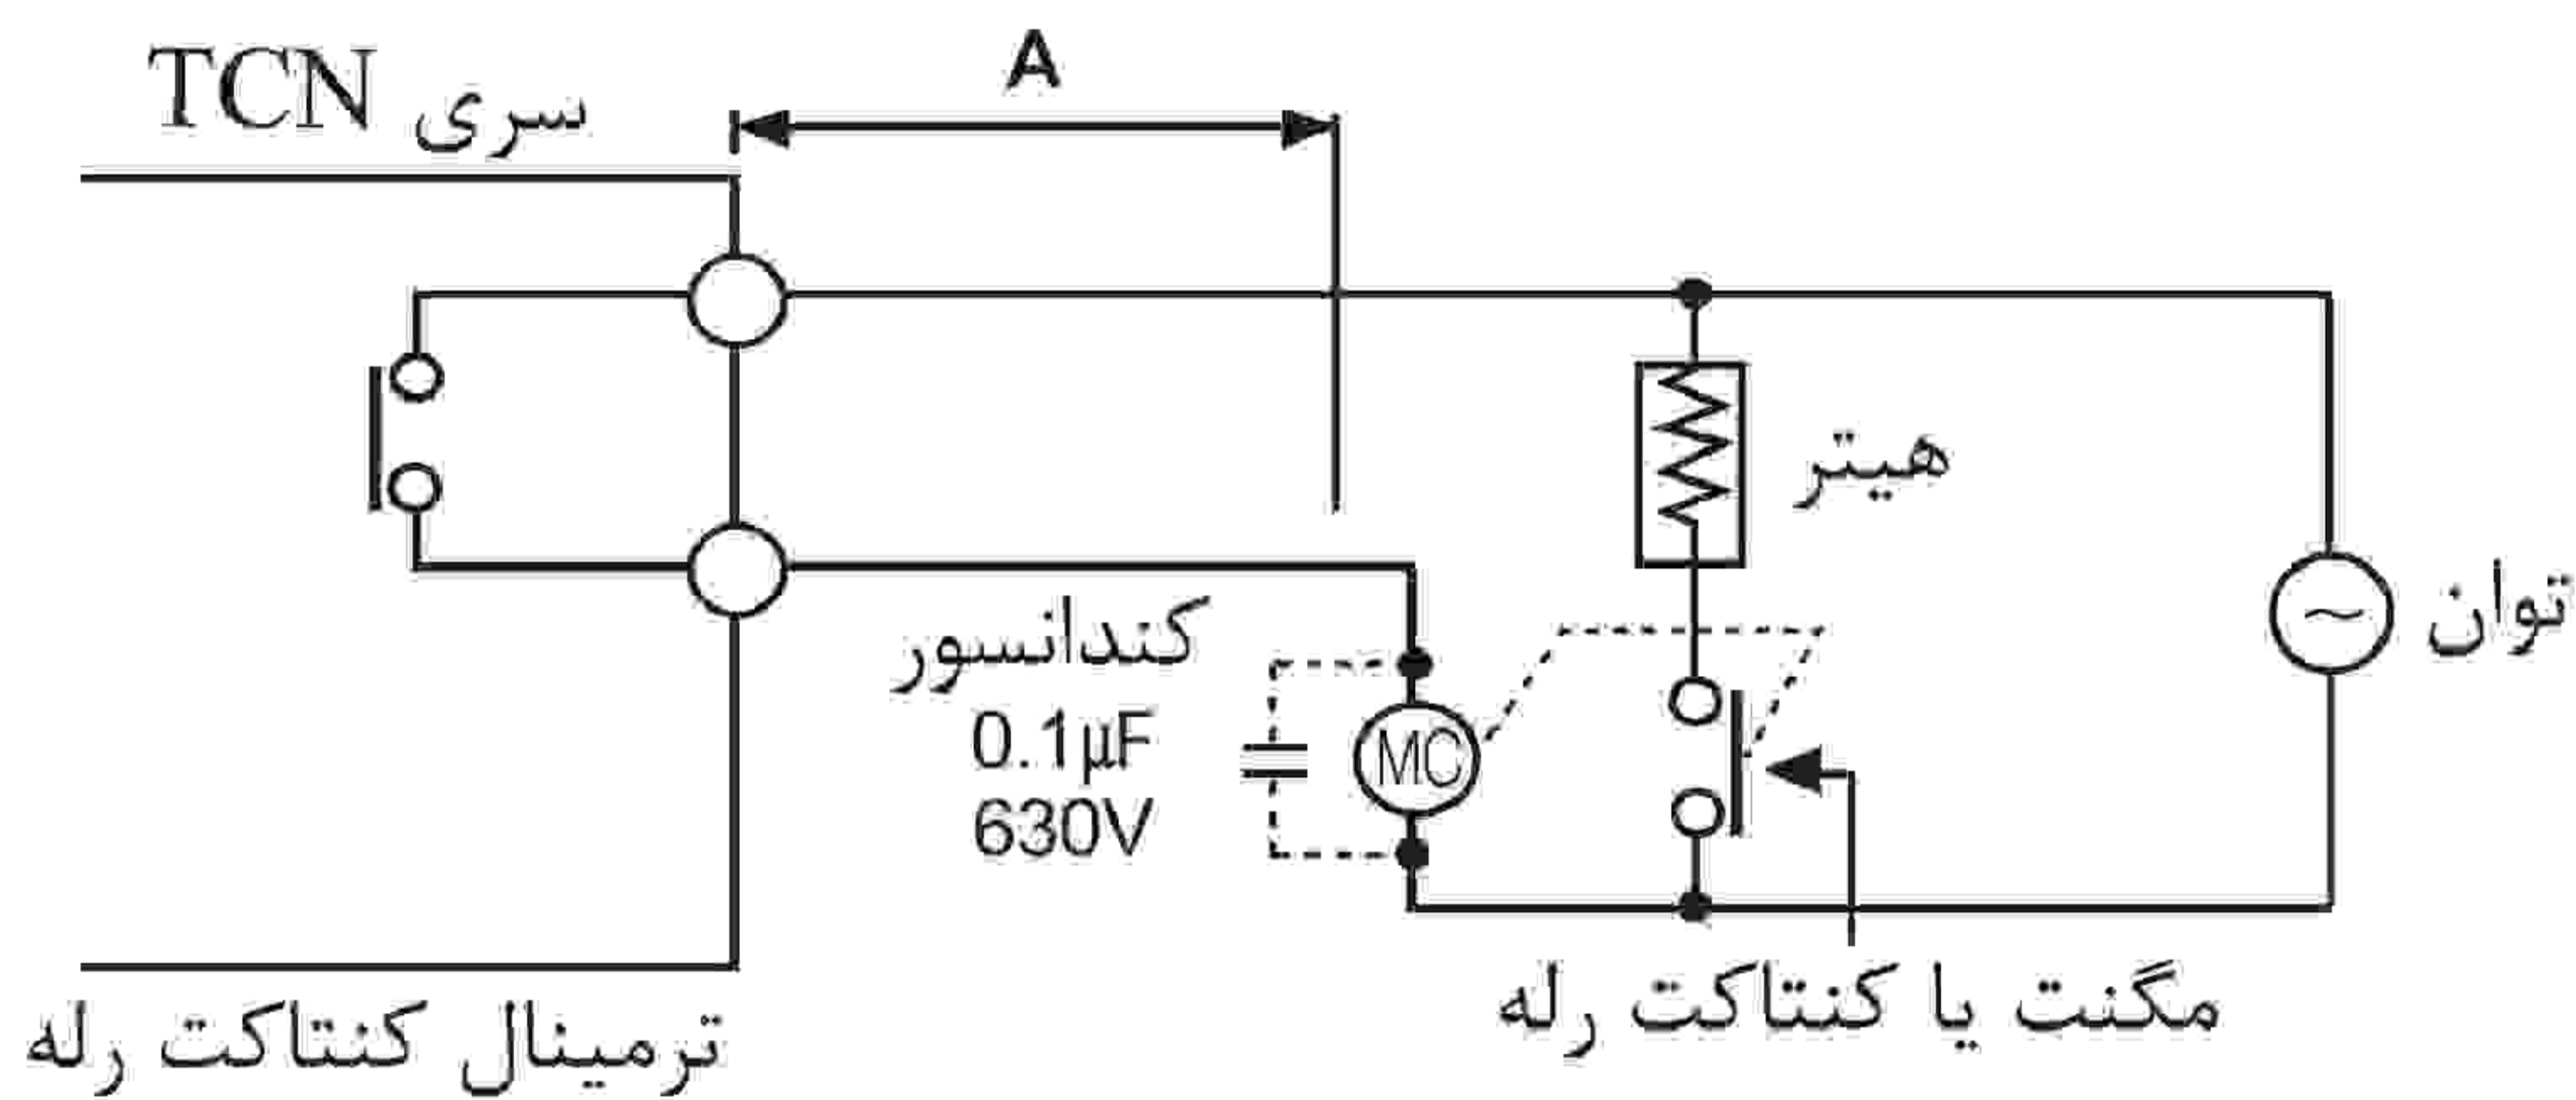 سری TCN
A
هیتر
توان
کندانسور
0.1µF
630V
MC
~
مگنت یا کنتاکت رله
ترمینال کنتاکت رله